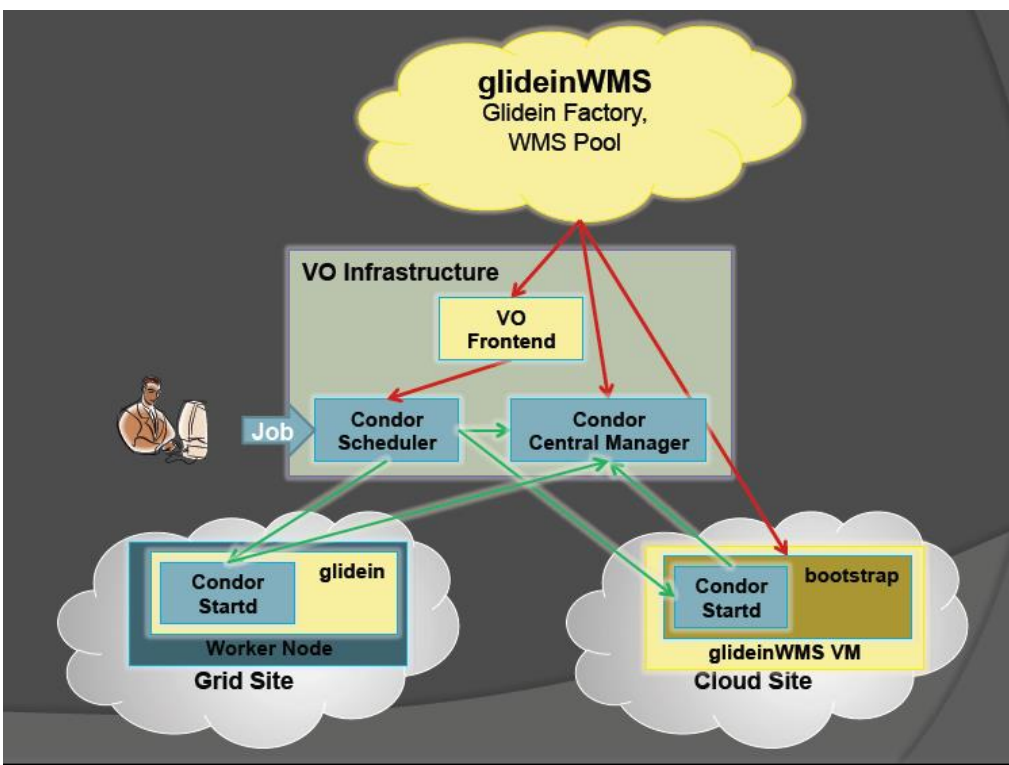 glideinWMS
Glidein Factory,
WMS Pool
VO Infrastructure
VO
Frontend
Job
Condor
Scheduler
Condor
Central Manager
glidein
Condor
Startd
Worker Node
Grid Site
bootstrap
Condor
Startd
glideinWMS VM
Cloud Site